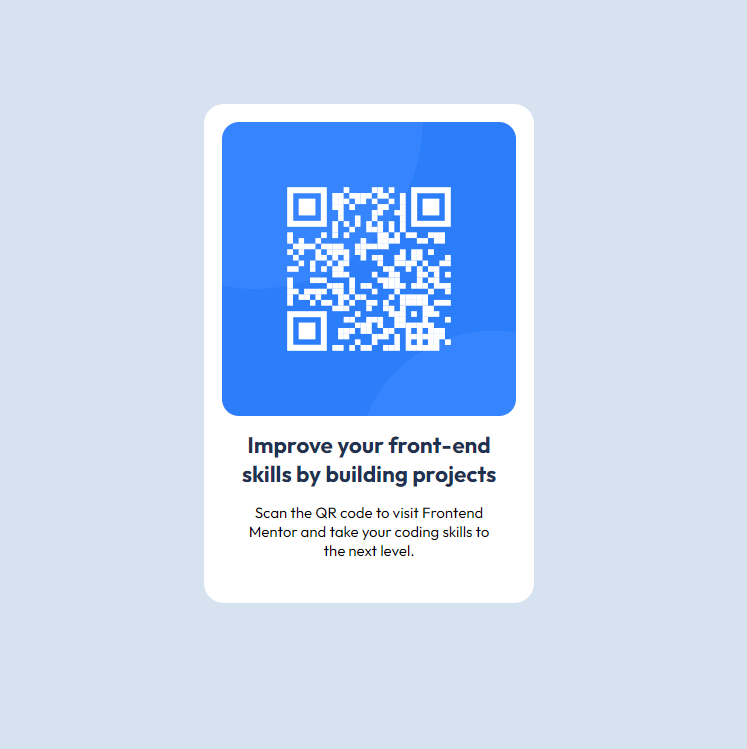 Improve your front-end
skills by building projects
Scan the QR code to visit Frontend
Mentor and take your coding skills to
the next level.